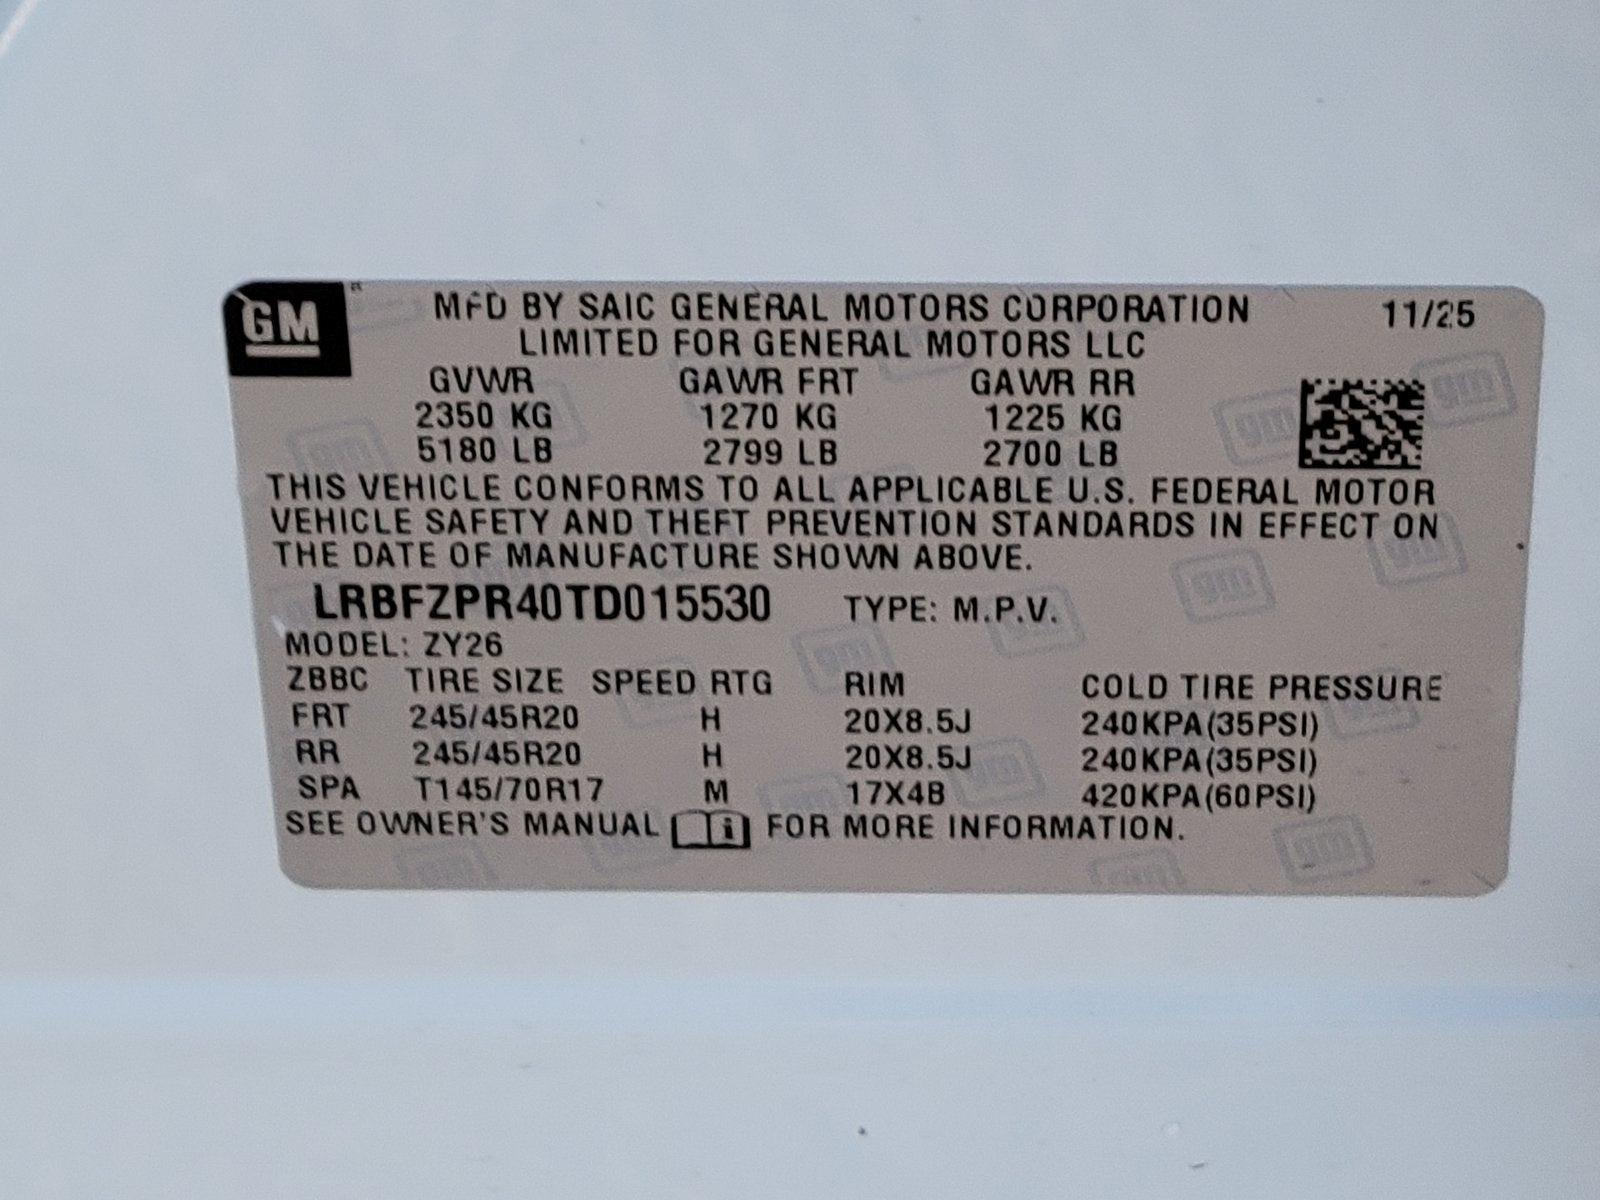 GM
MFD BY SAIC GENERAL MOTORS CORPORATION 11/25
LIMITED FOR GENERAL MOTORS LLC
GVWR GAWR FRT GAWR RR
2350 KG 1270 KG 1225 KG
5180 LB 2799 LB 2700 LB
THIS VEHICLE CONFORMS TO ALL APPLICABLE U.S. FEDERAL MOTOR
VEHICLE SAFETY AND THEFT PREVENTION STANDARDS IN EFFECT ON
THE DATE OF MANUFACTURE SHOWN ABOVE.
LRBFZPR40TD015530 TYPE: M.P.V.
MODEL: ZY26
ZBBC TIRE SIZE SPEED RTG RIM COLD TIRE PRESSURE
FRT 245/45R20 H 20X8.5J 240KPA(35PSI)
RR 245/45R20 H 20X8.5J 240KPA(35PSI)
SPA T145/70R17 M 17X4B 420KPA(60PSI)
SEE OWNER'S MANUAL FOR MORE INFORMATION.